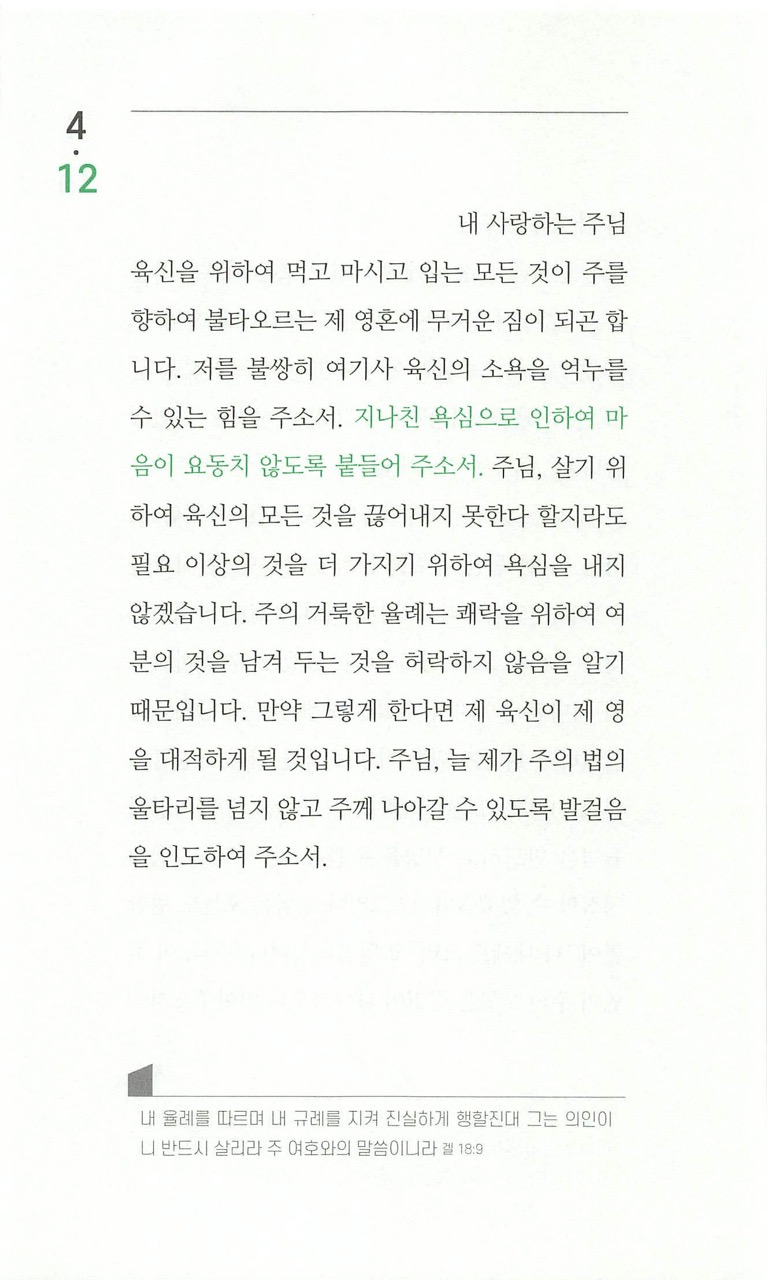 4
·
12
내 사랑하는 주님
육신을 위하여 먹고 마시고 입는 모든 것이 주를
향하여 불타오르는 제 영혼에 무거운 짐이 되곤 합
니다. 저를 불쌍히 여기사 육신의 소욕을 억누를
수 있는 힘을 주소서. 지나친 욕심으로 인하여 마
음이 요동치 않도록 붙들어 주소서. 주님, 살기 위
하여 육신의 모든 것을 끊어내지 못한다 할지라도
필요 이상의 것을 더 가지기 위하여 욕심을 내지
않겠습니다. 주의 거룩한 율례는 쾌락을 위하여 여
분의 것을 남겨 두는 것을 허락하지 않음을 알기
때문입니다. 만약 그렇게 한다면 제 육신이 제 영
을 대적하게 될 것입니다. 주님, 늘 제가 주의 법의
울타리를 넘지 않고 주께 나아갈 수 있도록 발걸음
을 인도하여 주소서.
내 율례를 따르며 내 규례를 지켜 진실하게 행할진대 그는 의인이
니 반드시 살리라 주 여호와의 말씀이니라 겔 18:9